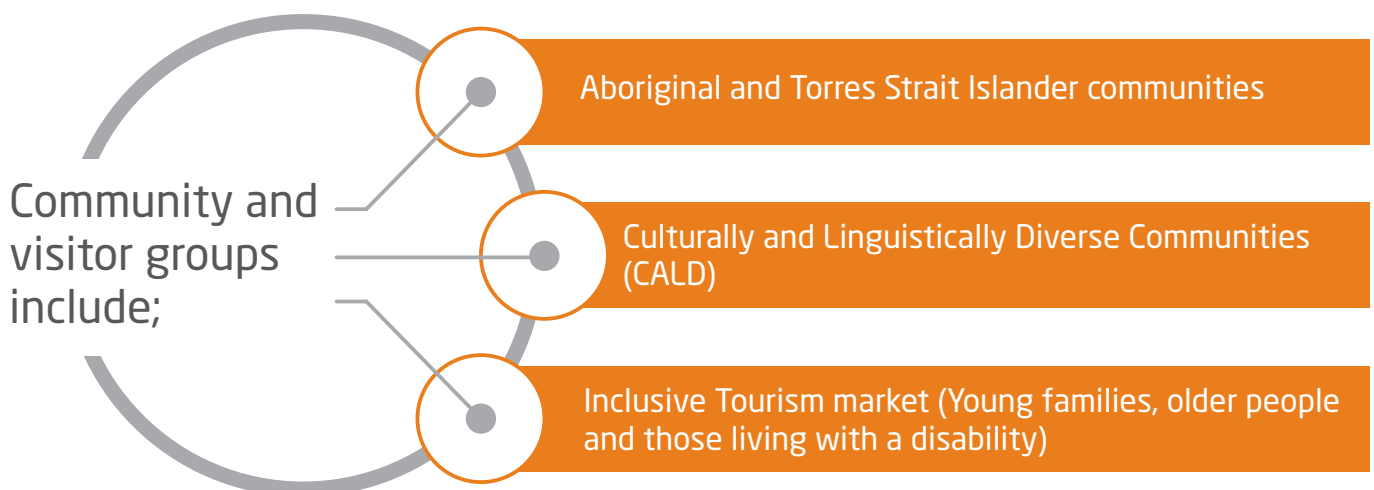 Community and
visitor groups
include;
Aboriginal and Torres Strait Islander communities
Culturally and Linguistically Diverse Communities
(CALD)
Inclusive Tourism market (Young families, older people
and those living with a disability)